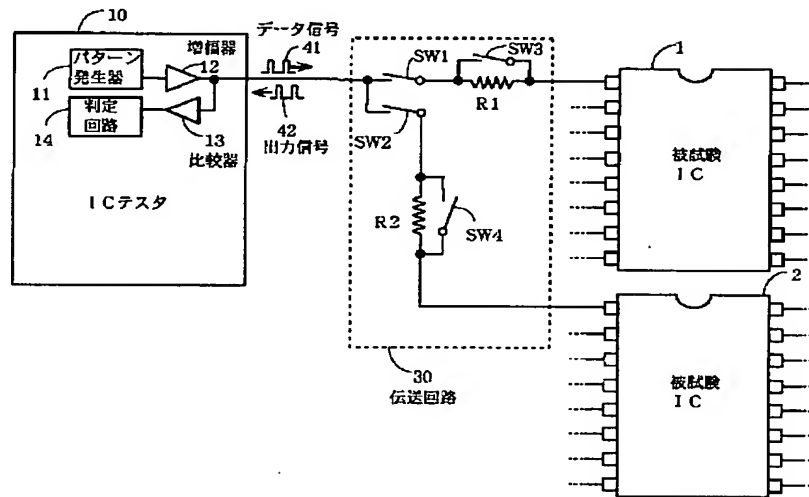 10
パターン
発生器
11
増幅器
12
データ信号
41
判定
回路
14
13
比較器
42
出力信号
ICテスタ
SW1
SW3
R1
SW2
R2
SW4
30
伝送回路
1
被試験
IC
2
被試験
IC